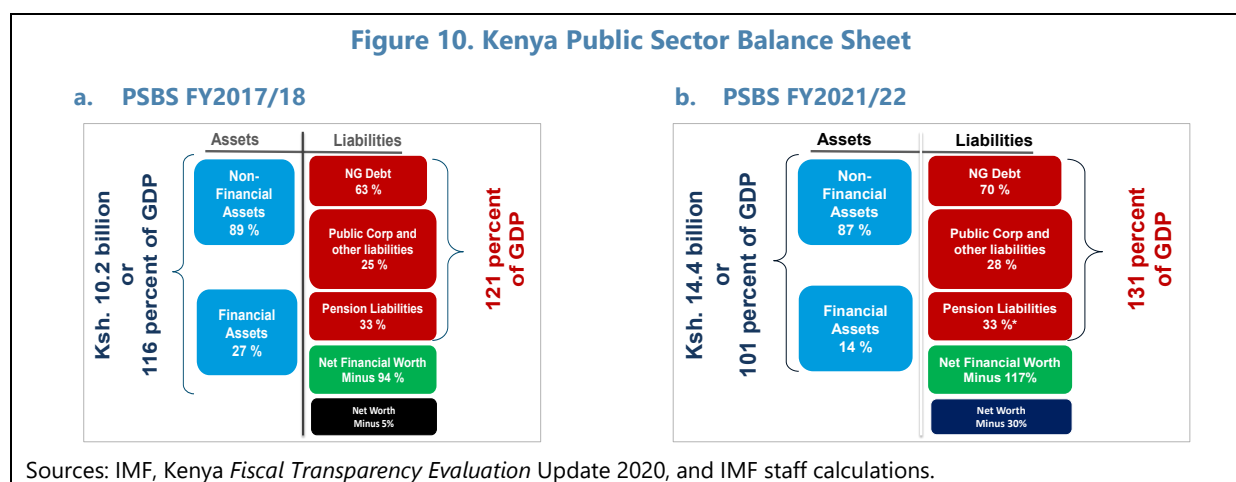 Figure 10. Kenya Public Sector Balance Sheet
a. PSBS FY2017/18
Ksh. 10.2 billion
or
116 percent of GDP
Assets
Non-
Financial
Assets
89 %
Financial
Assets
27 %
Liabilities
NG Debt
63 %
Public Corp and
other liabilities
25 %
Pension Liabilities
33 %
Net Financial Worth
Minus 94 %
Net Worth
Minus 5%
121 percent
of GDP
b. PSBS FY2021/22
Ksh. 14.4 billion
or
101 percent of GDP
Assets
Non-
Financial
Assets
87 %
Financial
Assets
14 %
Liabilities
NG Debt
70 %
Public Corp and
other liabilities
28 %
Pension Liabilities
33 %*
Net Financial Worth
Minus 117%
Net Worth
Minus 30%
131 percent
of GDP
Sources: IMF, Kenya Fiscal Transparency Evaluation Update 2020, and IMF staff calculations.